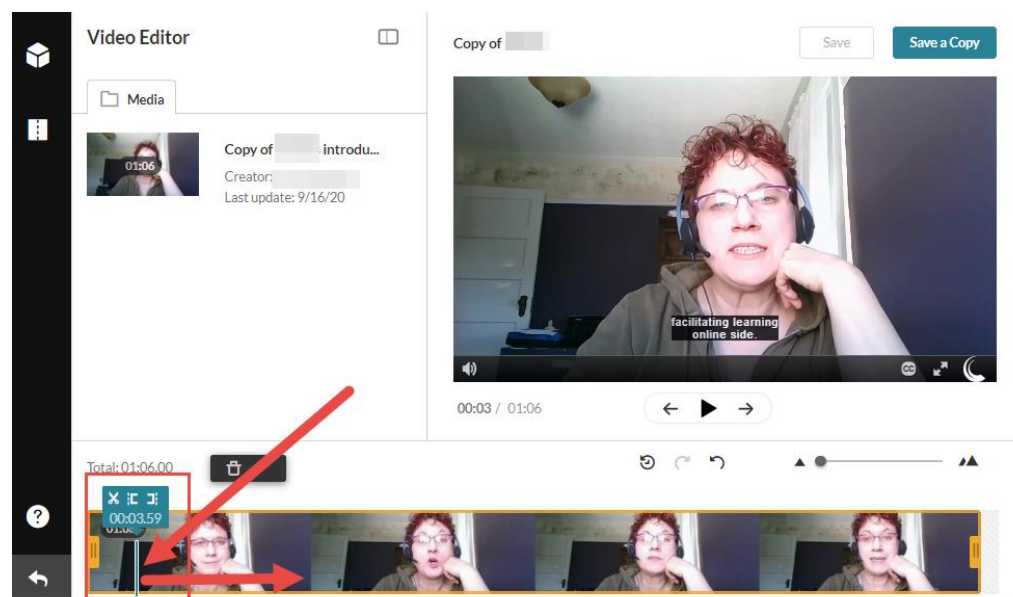 Video Editor
Media
01:06
Copy of introdu...
Creator:
Last update: 9/16/20
Copy of
Save
Save a Copy
facilitating learning
online side.
CC
00:03 / 01:06
Total: 01:06.00
00:03.59
?